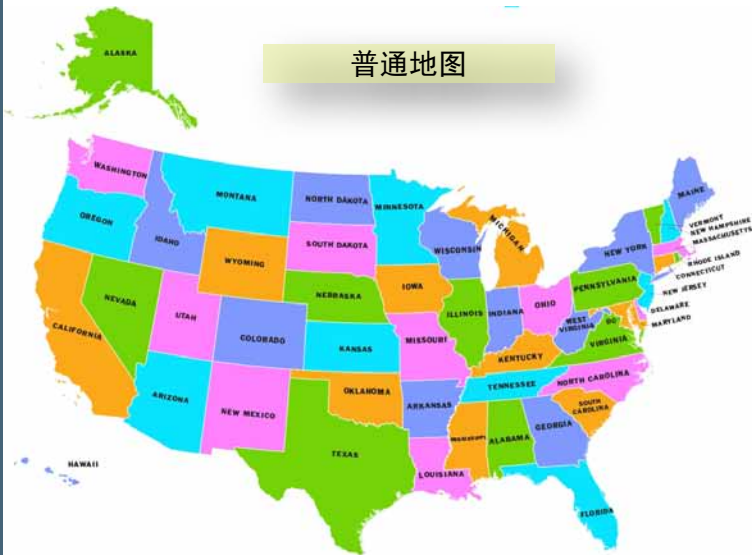 普通地图
ALASKA
WASHINGTON
MONTANA
NORTH DAKOTA
MINNESOTA
MICHIGAN
MAINE
OREGON
IDAHO
SOUTH DAKOTA
WISCONSIN
NEW YORK
VERMONT
NEW HAMPSHIRE
MASSACHUSETTS
RHODE ISLAND
CONNECTICUT
NEW JERSEY
DELAWARE
MARYLAND
WYOMING
IOWA
PENNSYLVANIA
NEVADA
NEBRASKA
ILLINOIS
INDIANA
OHIO
UTAH
COLORADO
KANSAS
MISSOURI
WEST
VIRGINIA
DC
VIRGINIA
CALIFORNIA
KENTUCKY
ARIZONA
NEW MEXICO
OKLAHOMA
ARKANSAS
TENNESSEE
NORTH CAROLINA
SOUTH
CAROLINA
TEXAS
LOUISIANA
MISSISSIPPI
ALABAMA
GEORGIA
HAWAII
FLORIDA